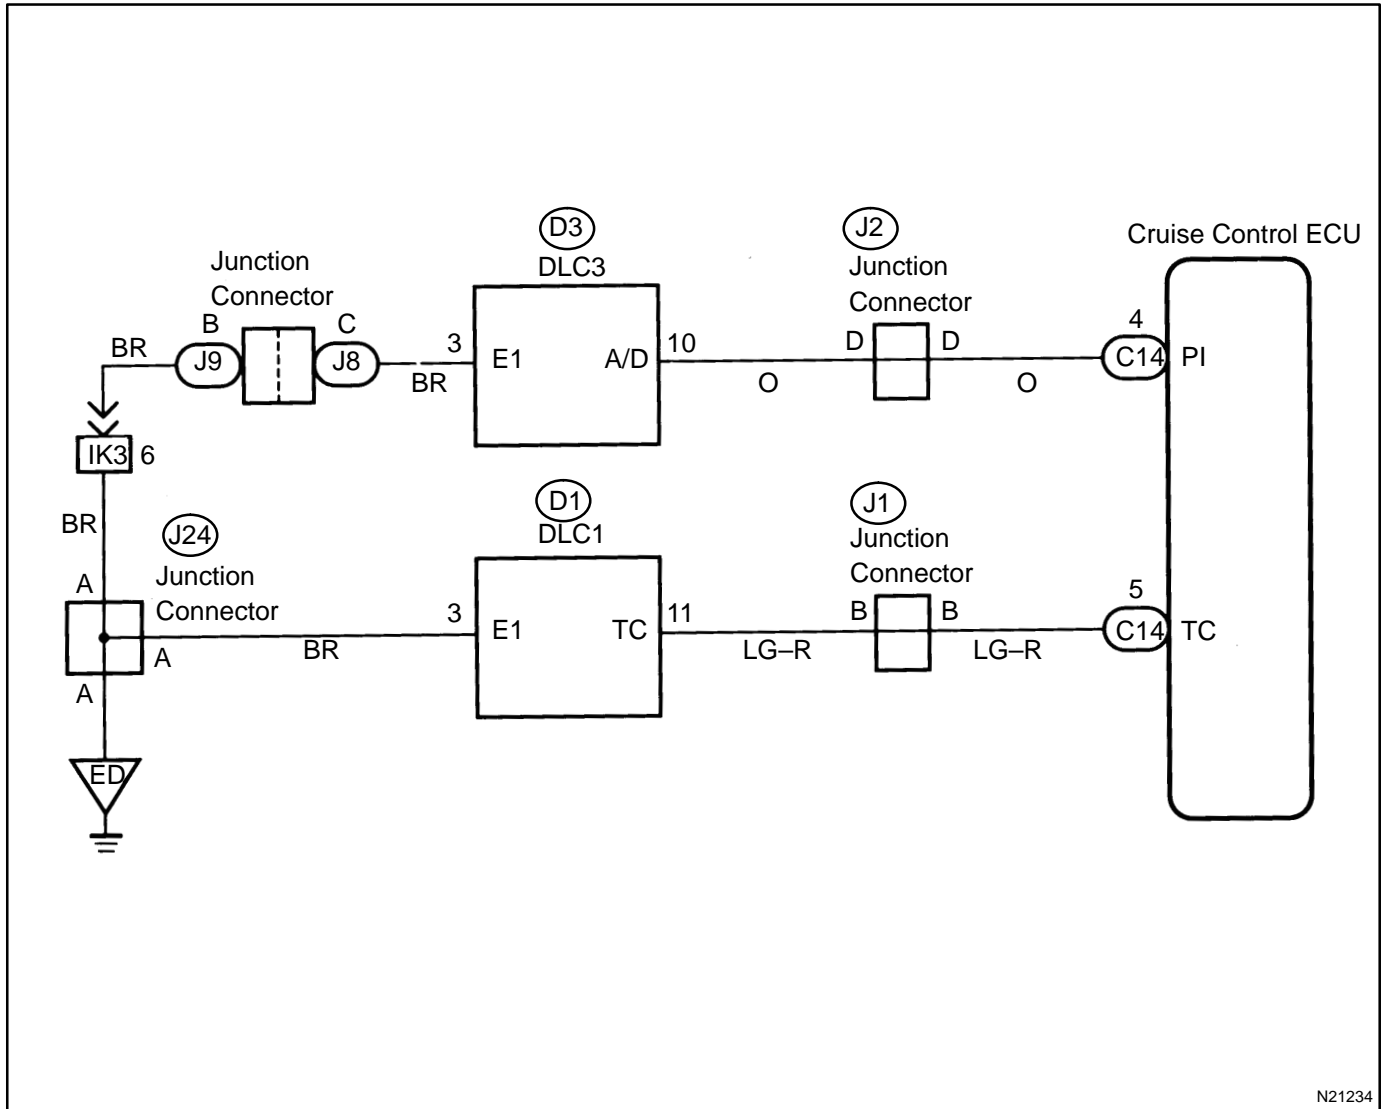 D3
DLC3
J2
Junction
Connector
Cruise Control ECU
Junction
Connector
B
C
BR
J9
J8
BR
3
E1
A/D
10
O
D
D
O
4
C14
PI
IK3
6
BR
J24
Junction
Connector
A
A
A
BR
D1
DLC1
3
E1
TC
11
LG–R
J1
Junction
Connector
B
B
LG–R
5
C14
TC
ED
N21234